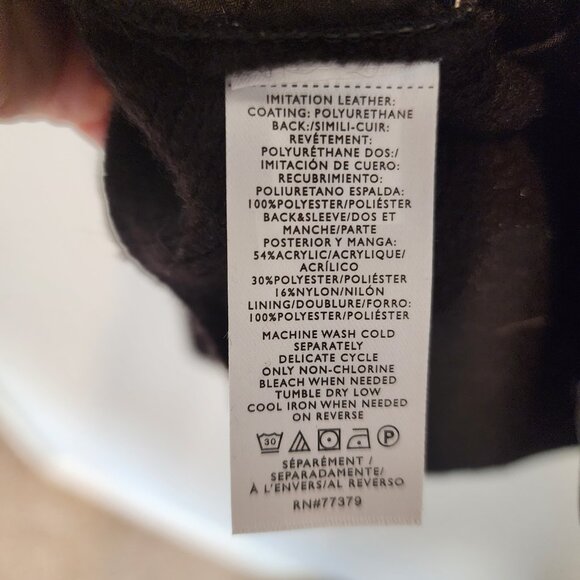 IMITATION LEATHER:
COATING: POLYURETHANE
BACK:/SIMILI-CUIR:
REVÉTEMENT:
POLYURÉTHANE DOS:/
IMITACIÓN DE CUERO:
RECUBRIMIENTO:
POLIURETANO ESPALDA:
100%POLYESTER/POLIÉSTER
BACK&SLEEVE/DOS ET
MANCHE/PARTE
POSTERIOR Y MANGA:
54%ACRYLIC/ACRYLIQUE/
ACRÍLICO
30%POLYESTER/POLIÉSTER
16%NYLON/NILÓN
LINING/DOUBLURE/FORRO:
100%POLYESTER/POLIÉSTER
MACHINE WASH COLD
SEPARATELY
DELICATE CYCLE
ONLY NON-CHLORINE
BLEACH WHEN NEEDED
TUMBLE DRY LOW
COOL IRON WHEN NEEDED
ON REVERSE
30 P
SÉPARÉMENT/
SEPARADAMENTE/
À L'ENVERS/AL REVERSO
RN#77379